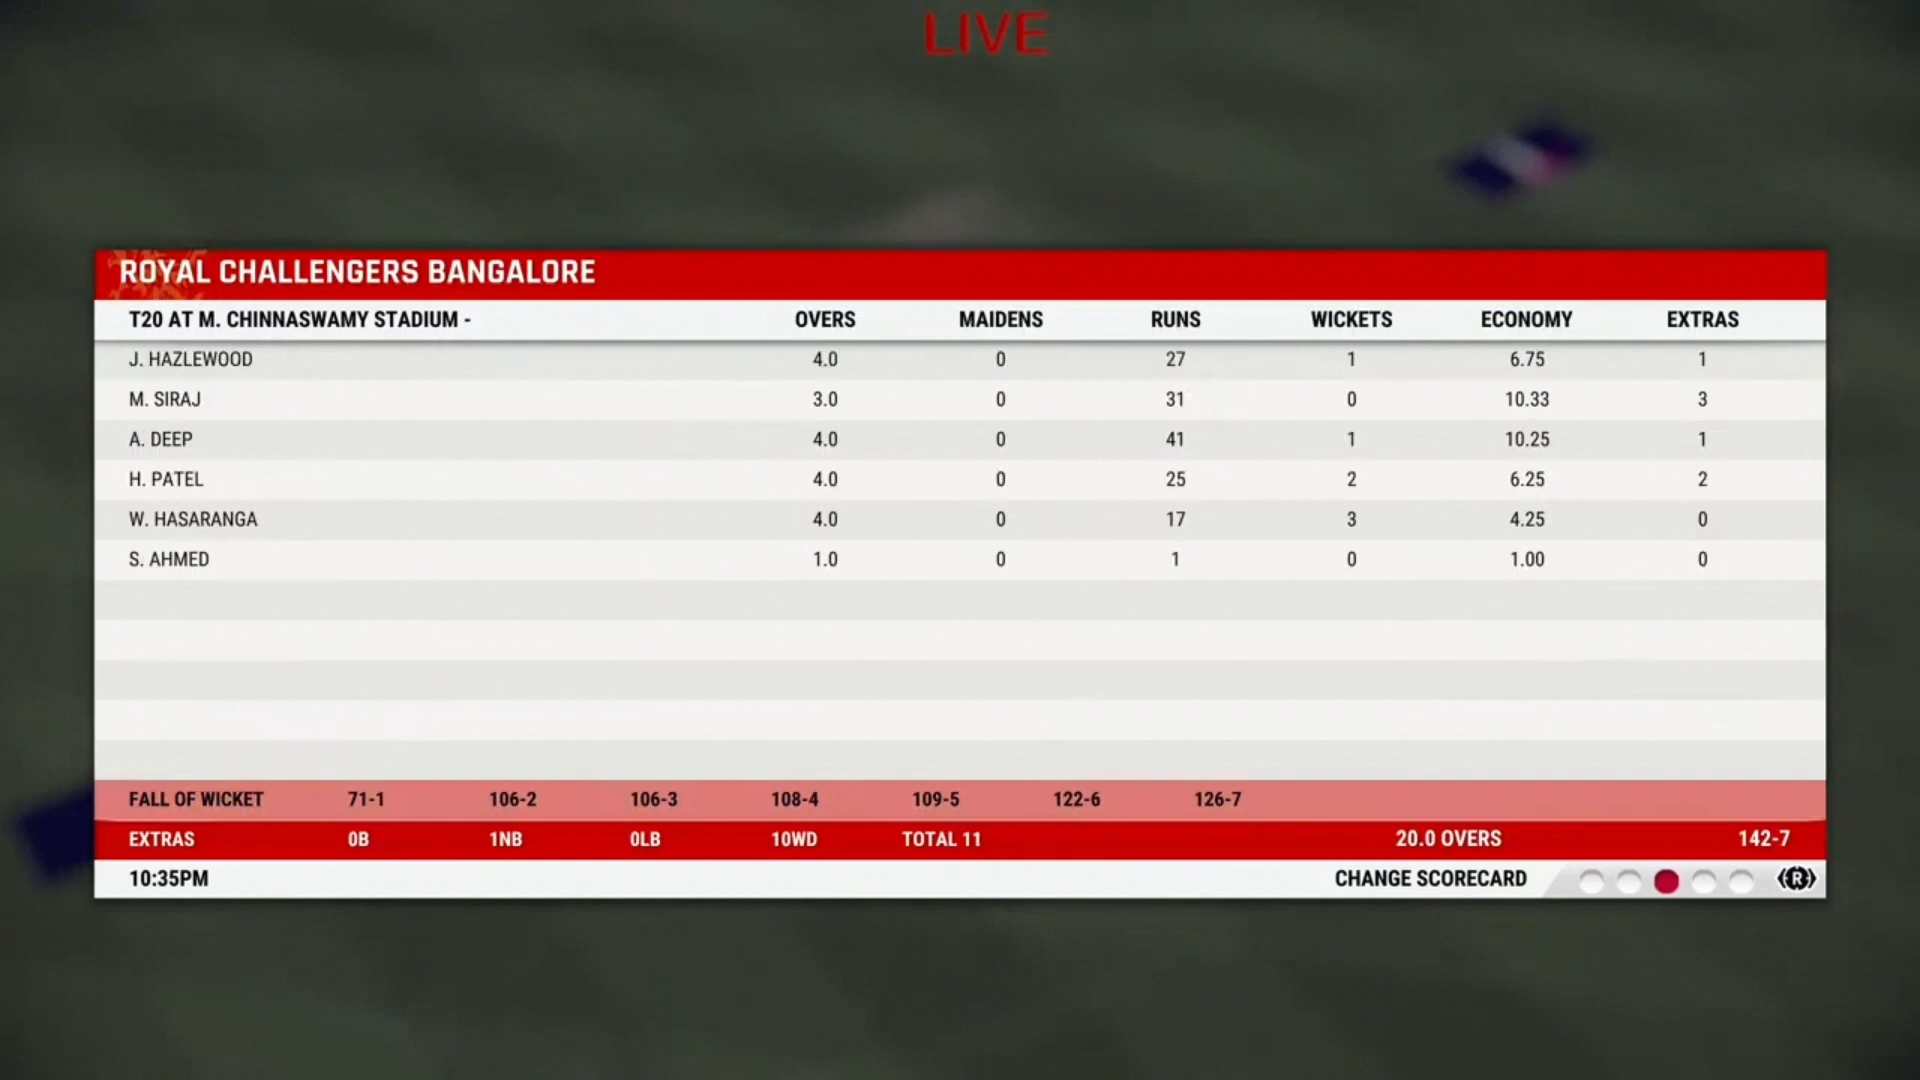 LIVE
ROYAL CHALLENGERS BANGALORE
T20 AT M. CHINNASWAMY STADIUM - OVERS MAIDENS RUNS WICKETS ECONOMY EXTRAS
J. HAZLEWOOD 4.0 0 27 1 6.75 1
M. SIRAJ 3.0 0 31 0 10.33 3
A. DEEP 4.0 0 41 1 10.25 1
H. PATEL 4.0 0 25 2 6.25 2
W. HASARANGA 4.0 0 17 3 4.25 0
S. AHMED 1.0 0 1 0 1.00 0
FALL OF WICKET 71-1 106-2 106-3 108-4 109-5 122-6 126-7
EXTRAS 0B 1NB 0LB 10WD TOTAL 11 20.0 OVERS 142-7
10:35PM CHANGE SCORECARD R